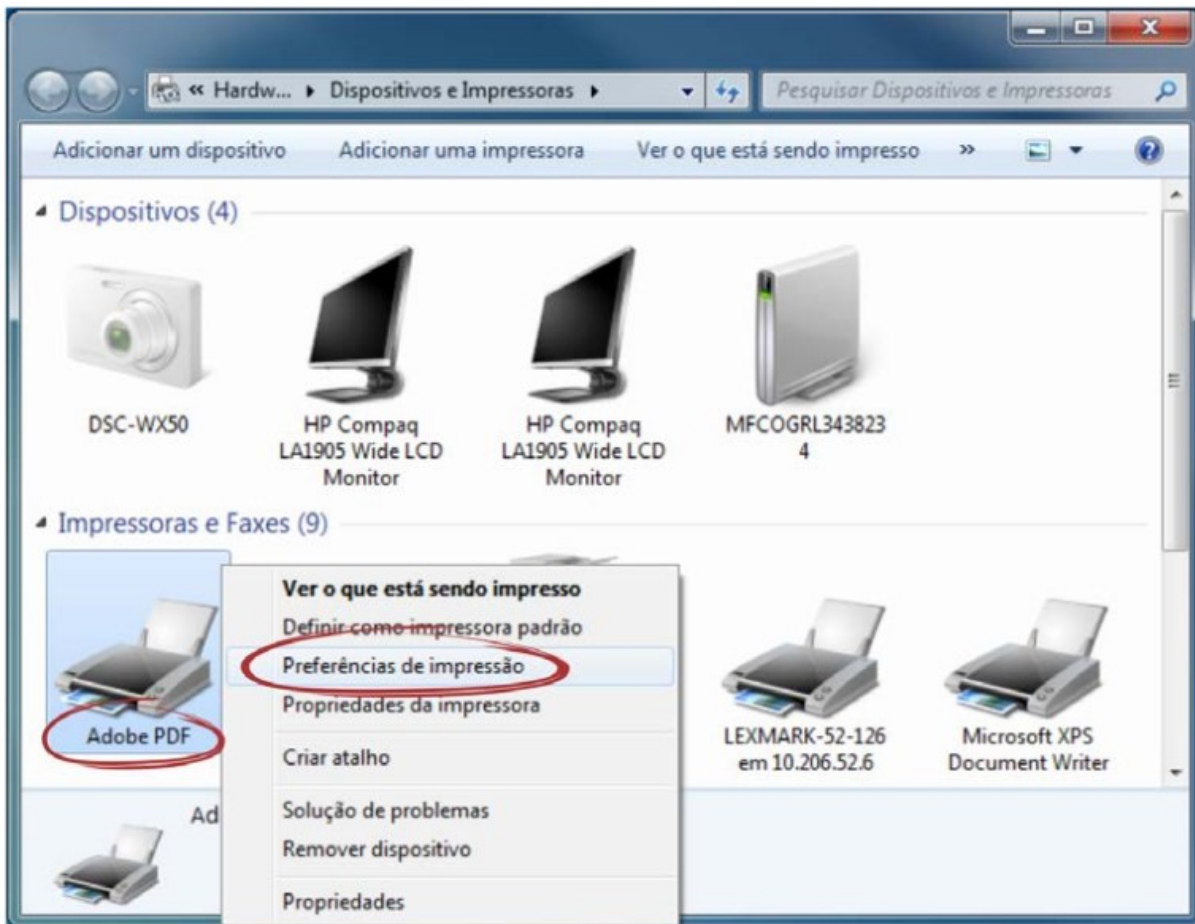 « Hardw... ▸ Dispositivos e Impressoras ▸
Pesquisar Dispositivos e Impressoras
Adicionar um dispositivo Adicionar uma impressora Ver o que está sendo impresso »
Dispositivos (4)
DSC-WX50
HP Compaq
LA1905 Wide LCD
Monitor
HP Compaq
LA1905 Wide LCD
Monitor
MFCOGRL343823
4
Impressoras e Faxes (9)
Adobe PDF
Ver o que está sendo impresso
Definir como impressora padrão
Preferências de impressão
Propriedades da impressora
Criar atalho
Solução de problemas
Remover dispositivo
Propriedades
LEXMARK-52-126
em 10.206.52.6
Microsoft XPS
Document Writer
Ad